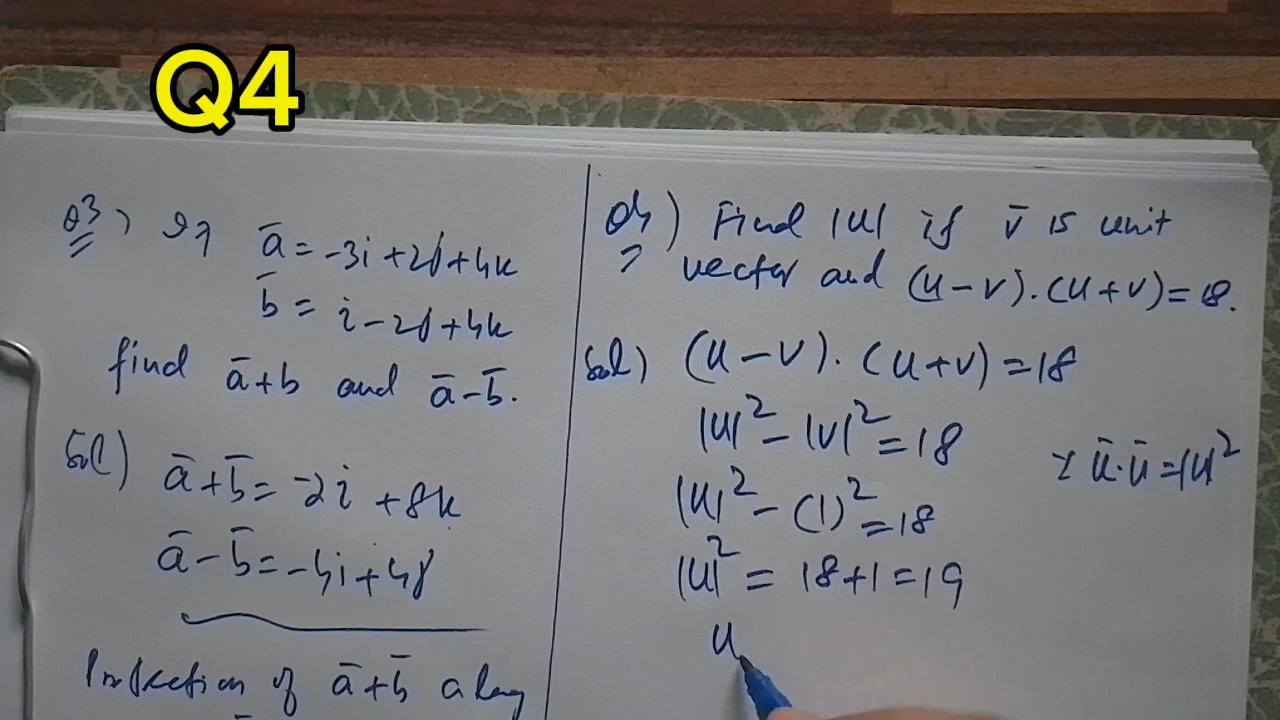 Q4
Q3) If ā = -3i + 2j + 4k
b̄ = i - 2j + 4k
find ā + b and ā - b̄.
Sol) ā + b̄ = -2i + 8k
ā - b̄ = -4i + 4j
Projection of ā + b̄ along
Q4) Find |u| if v̄ is unit
vector and (u - v).(u + v) = 18.
Sol) (u - v).(u + v) = 18
|u|² - |v|² = 18
∵ ū.ū = |u|²
|u|² - (1)² = 18
|u|² = 18 + 1 = 19
u